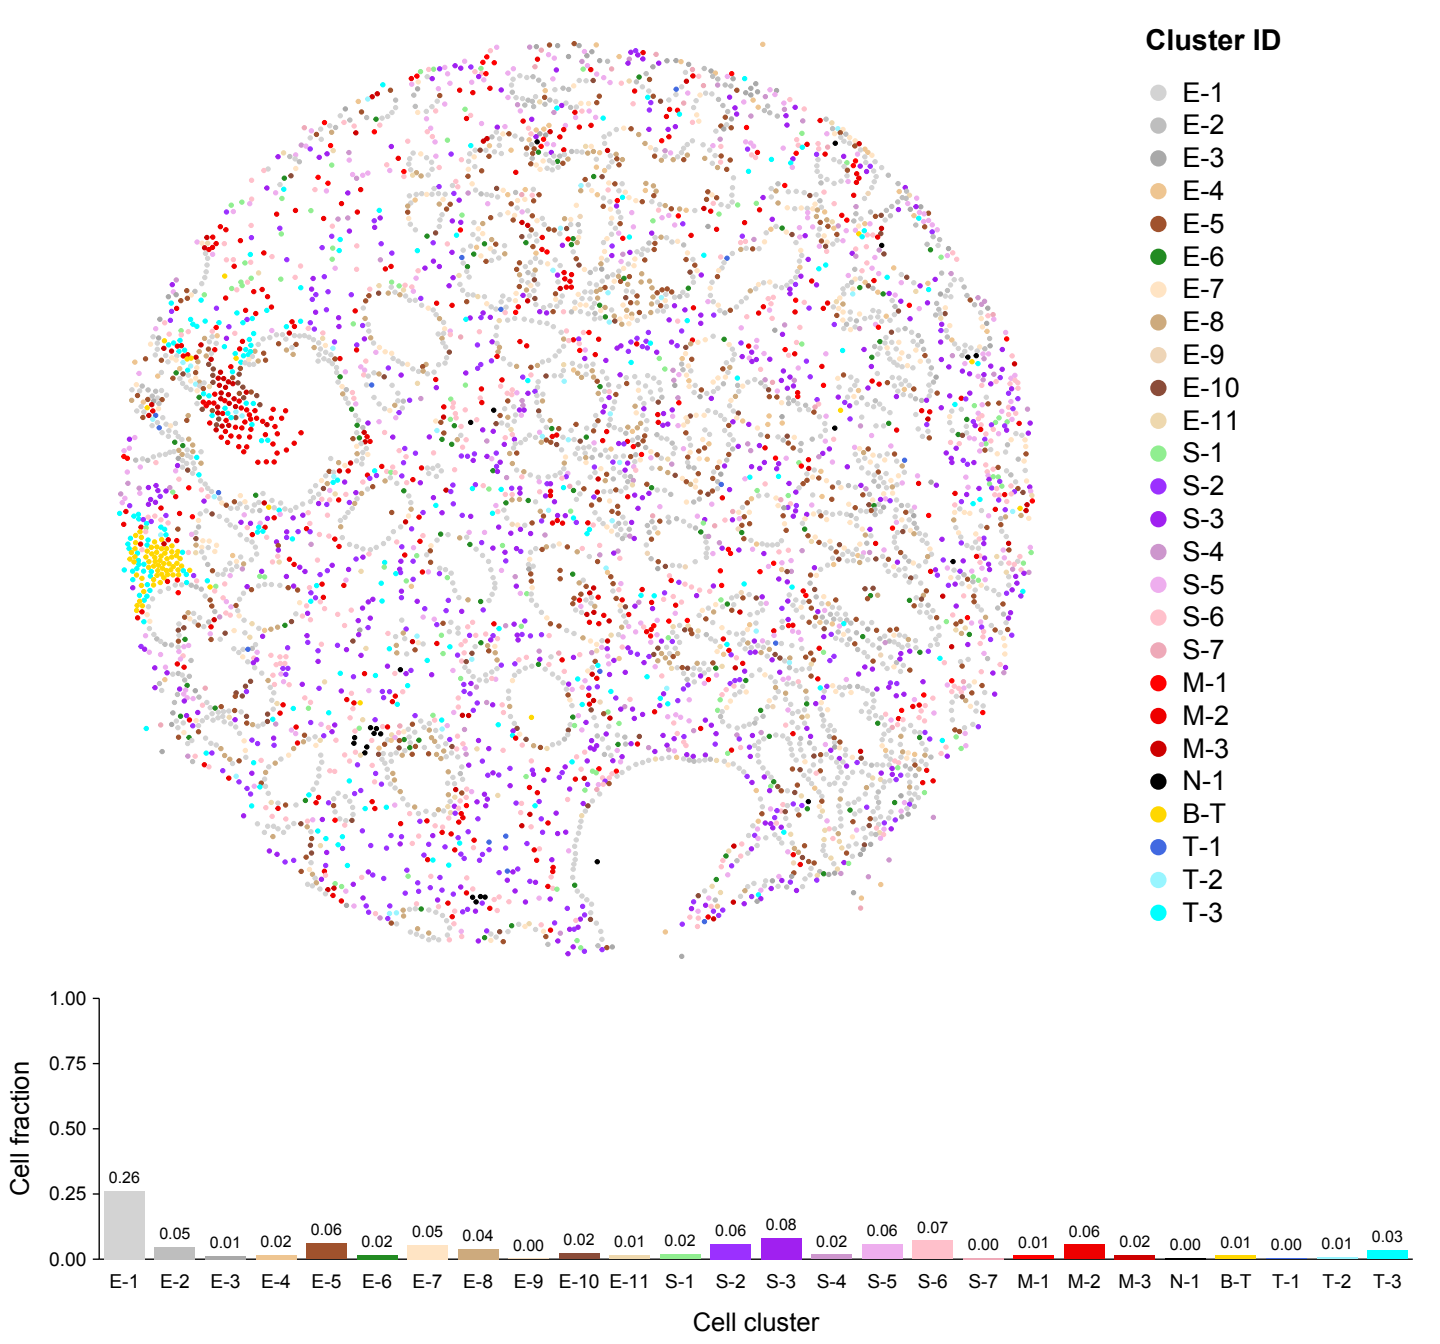 Cluster ID
E-1
E-2
E-3
E-4
E-5
E-6
E-7
E-8
E-9
E-10
E-11
S-1
S-2
S-3
S-4
S-5
S-6
S-7
M-1
M-2
M-3
N-1
B-T
T-1
T-2
T-3
Cell fraction
1.00
0.75
0.50
0.25
0.00
0.26 0.05 0.01 0.02 0.06 0.02 0.05 0.04 0.00 0.02 0.01 0.02 0.06 0.08 0.02 0.06 0.07 0.00 0.01 0.06 0.02 0.00 0.01 0.00 0.01 0.03
E-1 E-2 E-3 E-4 E-5 E-6 E-7 E-8 E-9 E-10 E-11 S-1 S-2 S-3 S-4 S-5 S-6 S-7 M-1 M-2 M-3 N-1 B-T T-1 T-2 T-3
Cell cluster